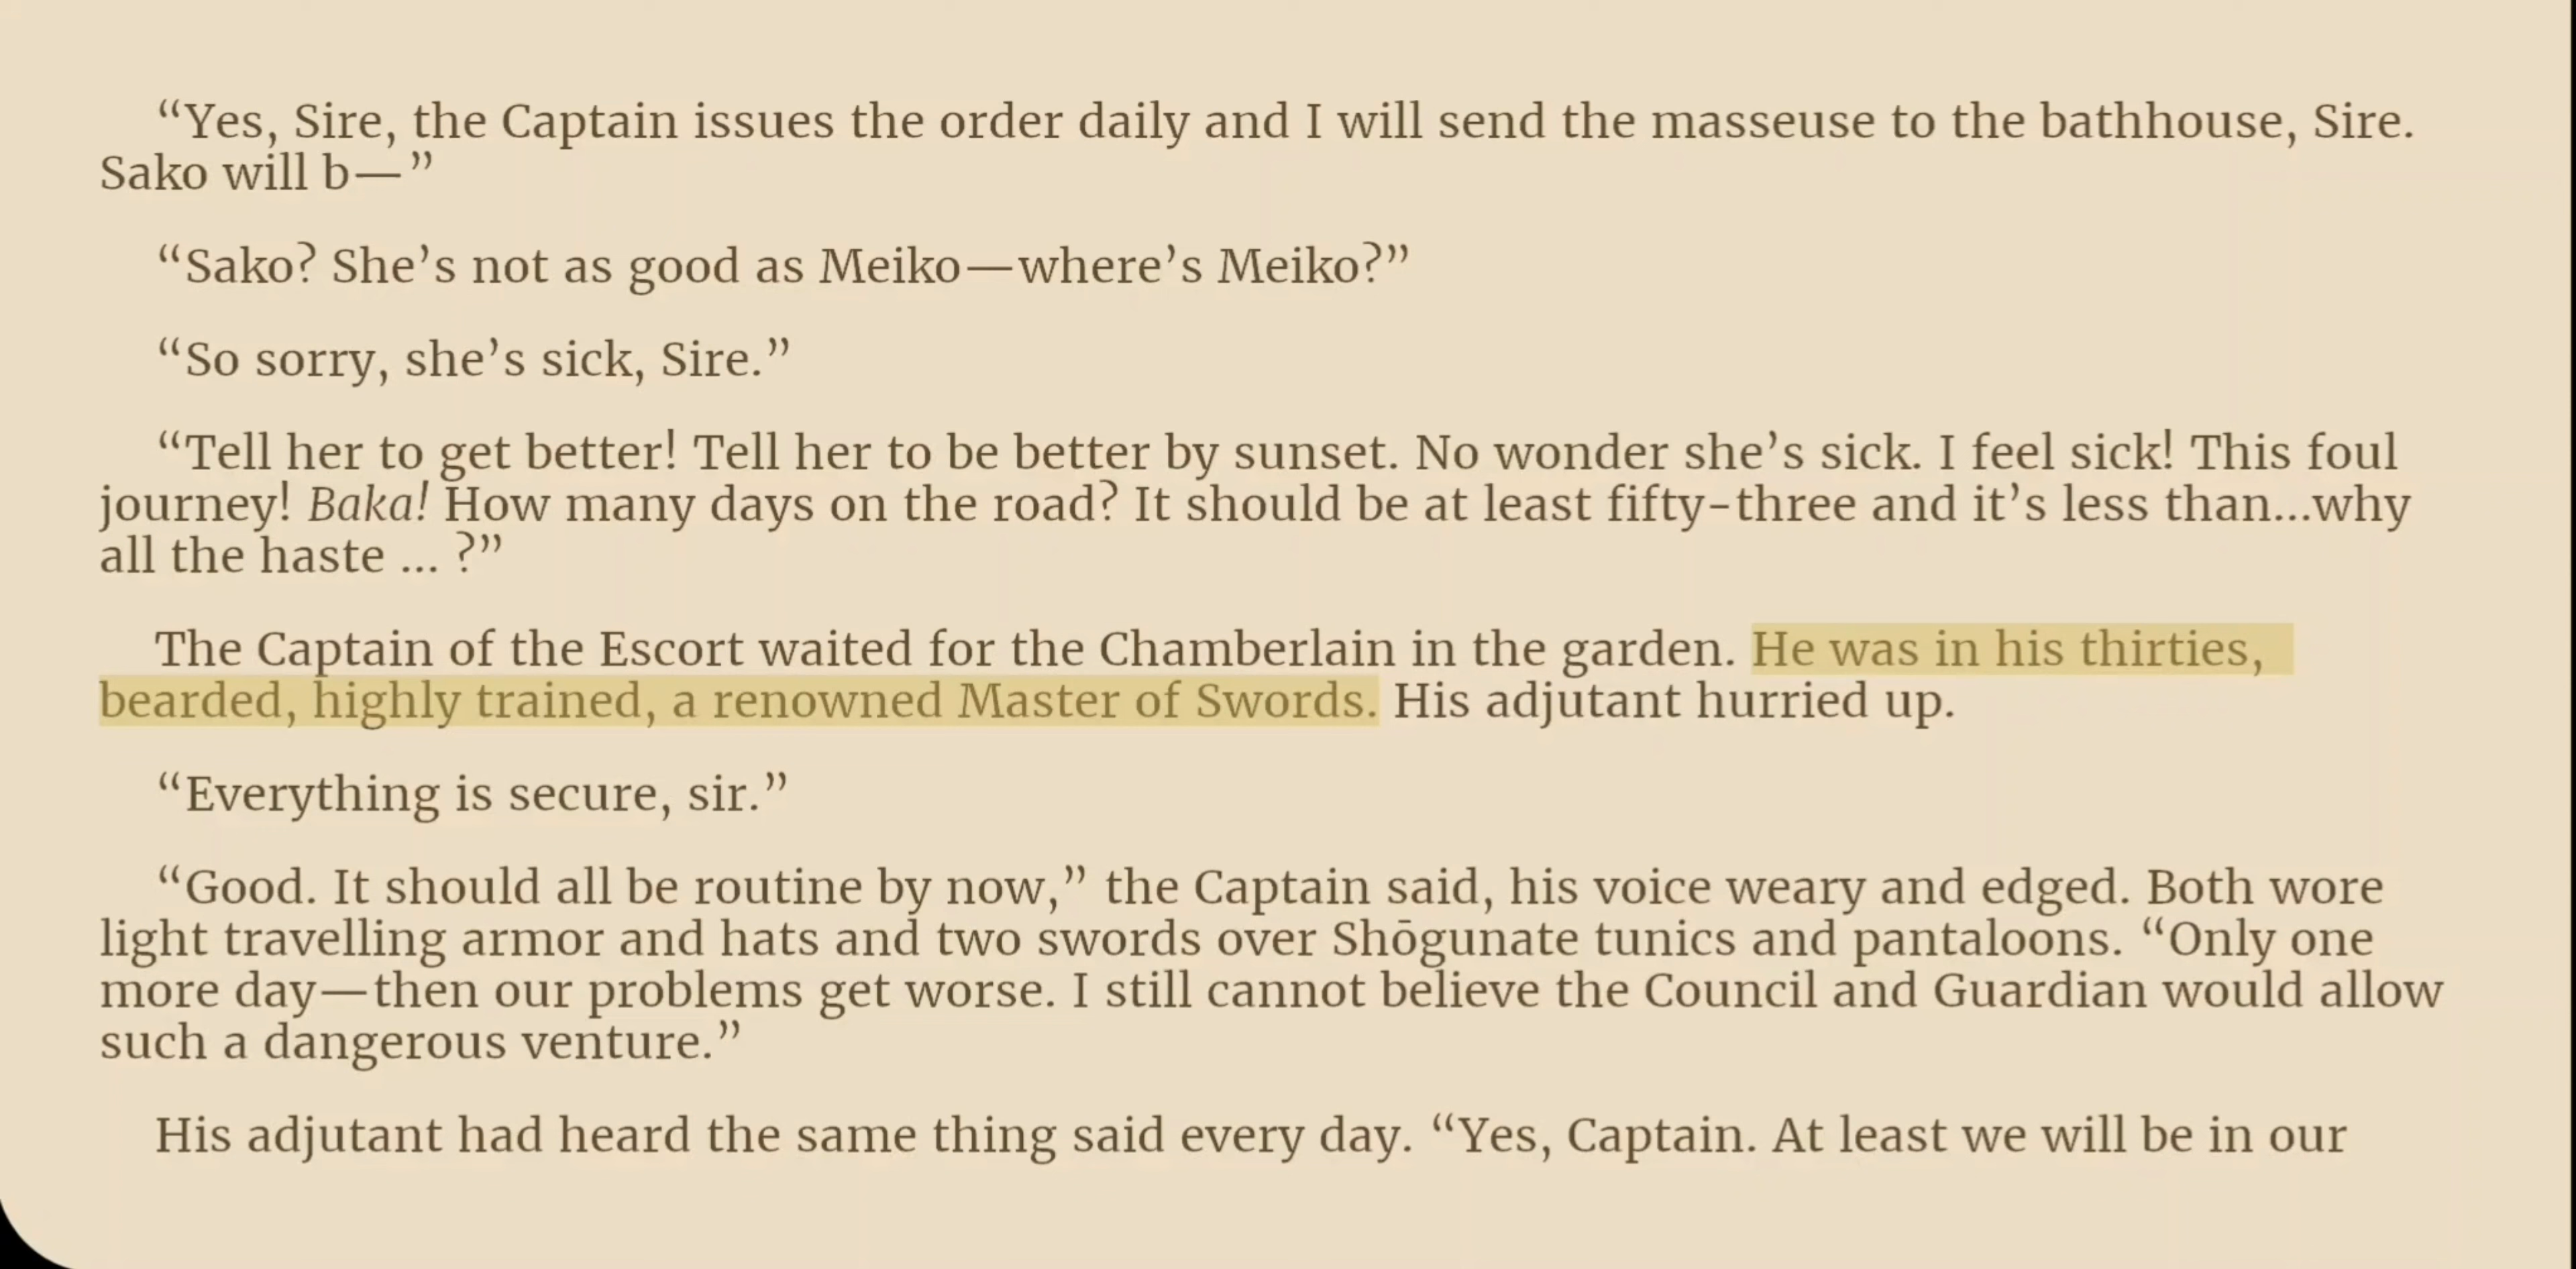 “Yes, Sire, the Captain issues the order daily and I will send the masseuse to the bathhouse, Sire.
Sako will b—”
“Sako? She’s not as good as Meiko—where’s Meiko?”
“So sorry, she’s sick, Sire.”
“Tell her to get better! Tell her to be better by sunset. No wonder she’s sick. I feel sick! This foul
journey! Baka! How many days on the road? It should be at least fifty-three and it’s less than...why
all the haste ... ?”
The Captain of the Escort waited for the Chamberlain in the garden. He was in his thirties,
bearded, highly trained, a renowned Master of Swords. His adjutant hurried up.
“Everything is secure, sir.”
“Good. It should all be routine by now,” the Captain said, his voice weary and edged. Both wore
light travelling armor and hats and two swords over Shōgunate tunics and pantaloons. “Only one
more day—then our problems get worse. I still cannot believe the Council and Guardian would allow
such a dangerous venture.”
His adjutant had heard the same thing said every day. “Yes, Captain. At least we will be in our